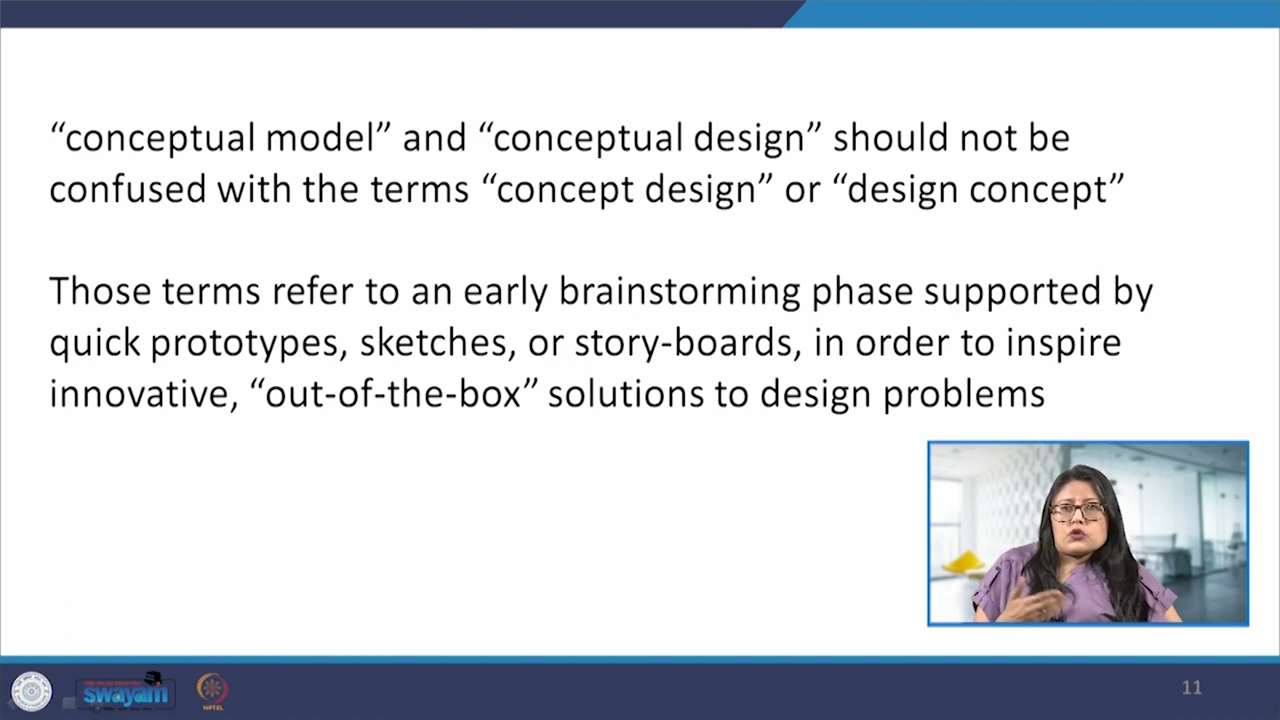 “conceptual model” and “conceptual design” should not be
confused with the terms “concept design” or “design concept”
Those terms refer to an early brainstorming phase supported by
quick prototypes, sketches, or story-boards, in order to inspire
innovative, “out-of-the-box” solutions to design problems
swayam
NPTEL
11